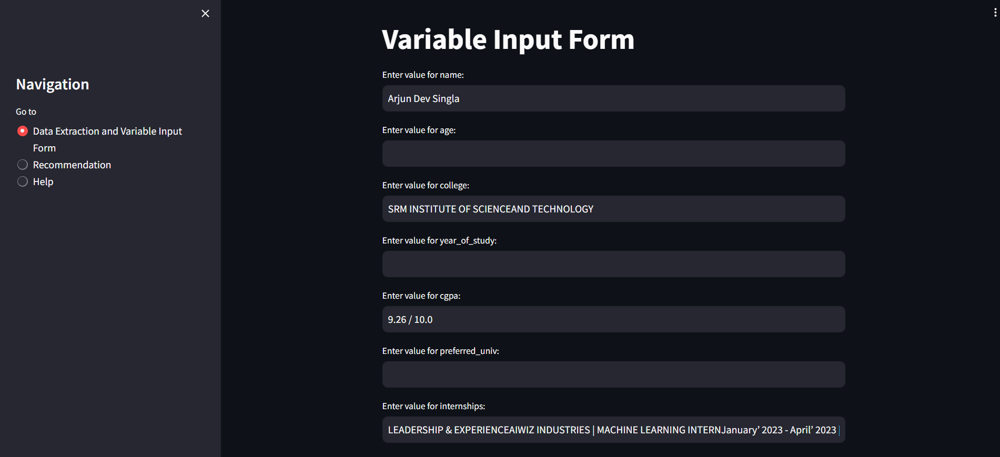 Navigation
Go to
Data Extraction and Variable Input
Form
Recommendation
Help
Variable Input Form
Enter value for name:
Arjun Dev Singla
Enter value for age:
Enter value for college:
SRM INSTITUTE OF SCIENCEAND TECHNOLOGY
Enter value for year_of_study:
Enter value for cgpa:
9.26 / 10.0
Enter value for preferred_univ:
Enter value for internships:
LEADERSHIP & EXPERIENCEAIWIZ INDUSTRIES | MACHINE LEARNING INTERNJanuary’ 2023 - April’ 2023 |